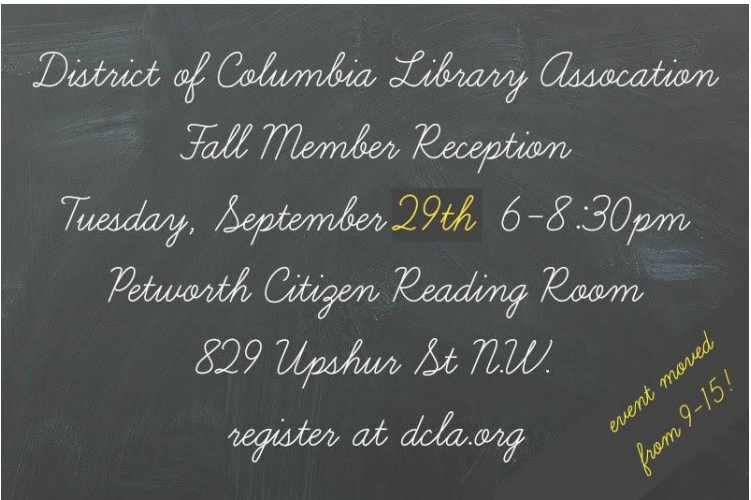 District of Columbia Library Assocation
Fall Member Reception
Tuesday, September 29th 6-8:30pm
Petworth Citizen Reading Room
829 Upshur St N.W.
register at dcla.org
event moved
from 9-15!